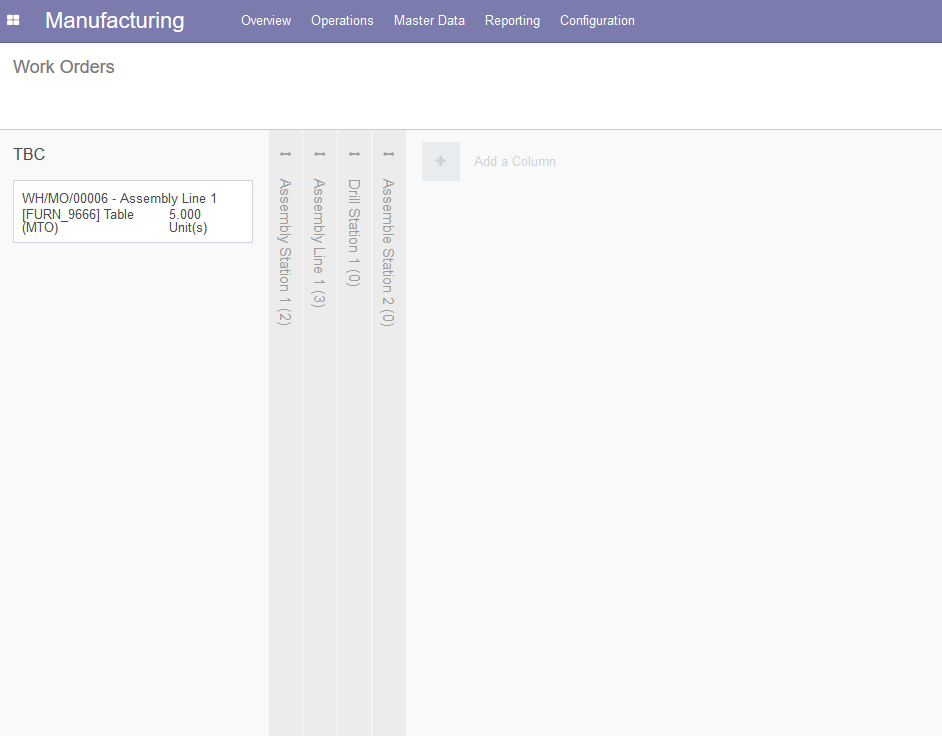 Manufacturing Overview Operations Master Data Reporting Configuration
Work Orders
TBC
WH/MO/00006 - Assembly Line 1
[FURN_9666] Table 5.000
(MTO) Unit(s)
Assembly Station 1 (2)
Assembly Line 1 (3)
Drill Station 1 (0)
Assemble Station 2 (0)
Add a Column